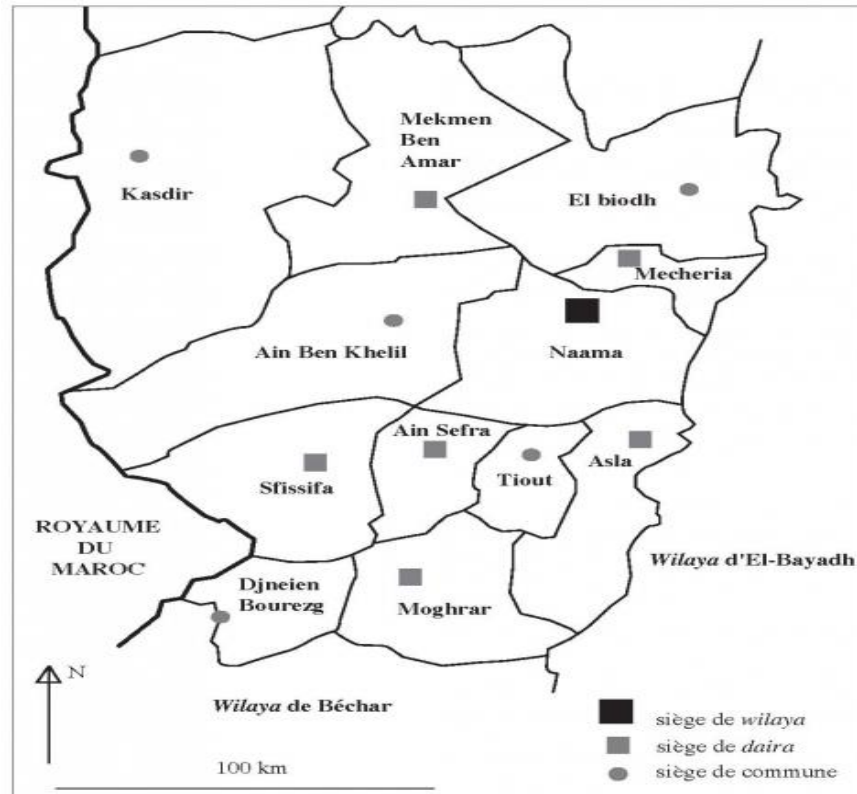 Mekmen
Ben
Amar
Kasdir
El biodh
Mecheria
Ain Ben Khelil
Naama
Ain Sefra
Sfissifa
Tiout
Asla
ROYAUME
DU
MAROC
Wilaya d'El-Bayadh
Djneien
Bourezg
Moghrar
N
Wilaya de Béchar
siège de wilaya
siège de daira
100 km
siège de commune